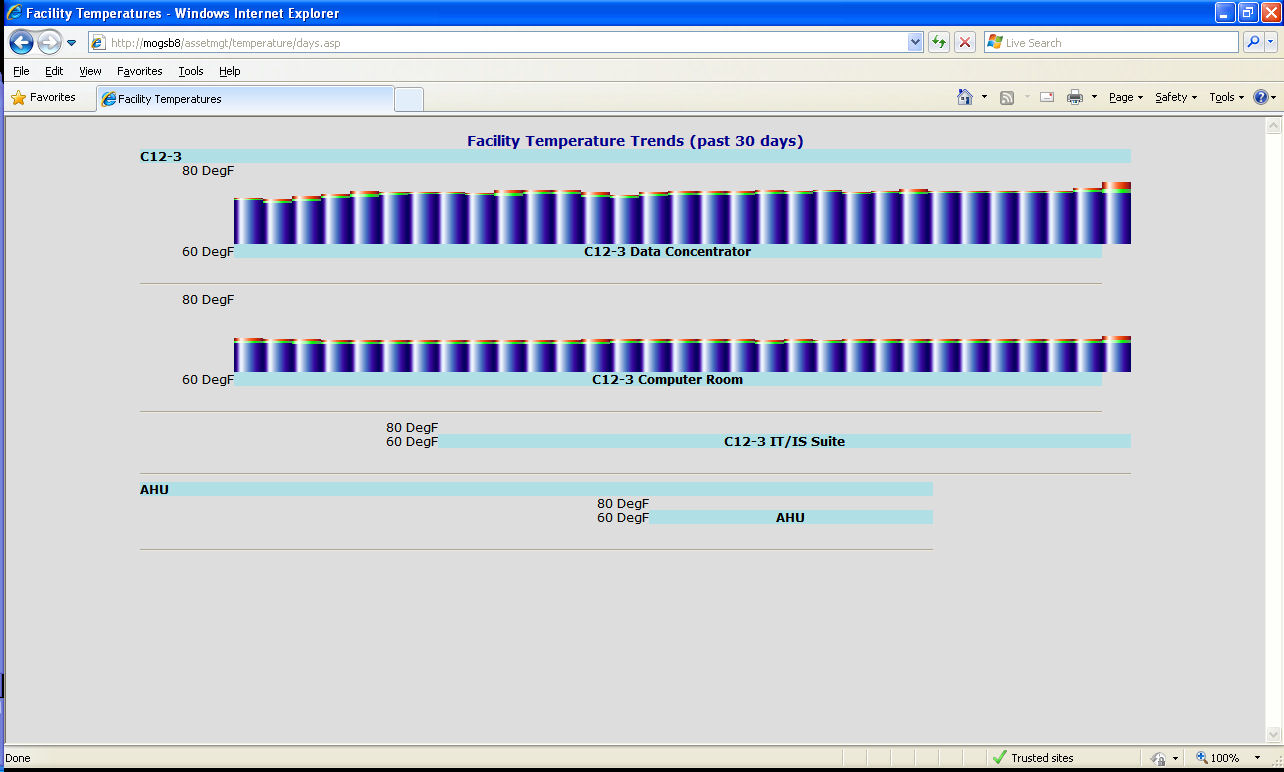 Facility Temperatures - Windows Internet Explorer
http://mogsb8/assetmgt/temperature/days.asp
Live Search
File Edit View Favorites Tools Help
Favorites
Facility Temperatures
Page Safety Tools
Facility Temperature Trends (past 30 days)
C12-3
80 DegF
60 DegF
C12-3 Data Concentrator
80 DegF
60 DegF
C12-3 Computer Room
80 DegF
60 DegF
C12-3 IT/IS Suite
AHU
80 DegF
60 DegF
AHU
Done
Trusted sites
100%